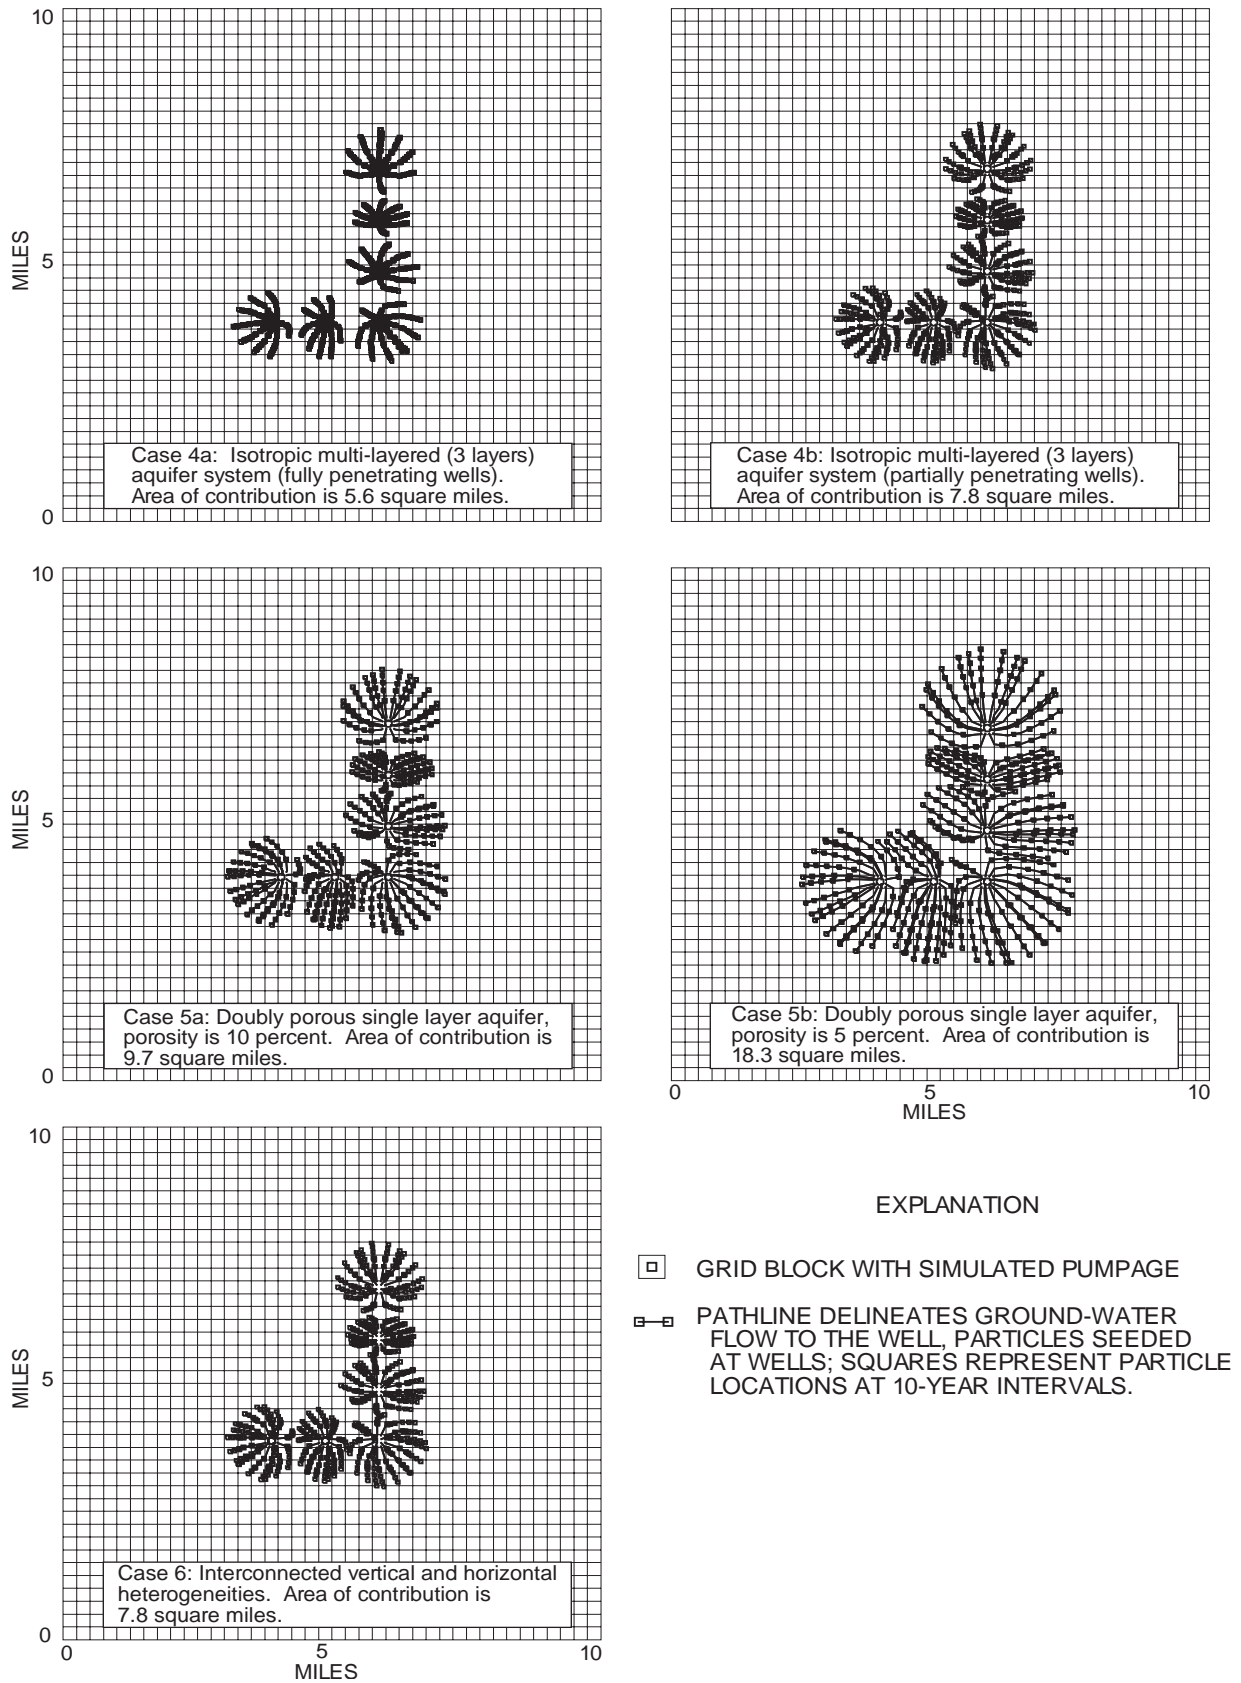 10
MILES
5
0
Case 4a: Isotropic multi-layered (3 layers)
aquifer system (fully penetrating wells).
Area of contribution is 5.6 square miles.
Case 4b: Isotropic multi-layered (3 layers)
aquifer system (partially penetrating wells).
Area of contribution is 7.8 square miles.
10
MILES
5
0
Case 5a: Doubly porous single layer aquifer,
porosity is 10 percent. Area of contribution is
9.7 square miles.
Case 5b: Doubly porous single layer aquifer,
porosity is 5 percent. Area of contribution is
18.3 square miles.
0
5
10
MILES
10
MILES
5
0
Case 6: Interconnected vertical and horizontal
heterogeneities. Area of contribution is
7.8 square miles.
0
5
10
MILES
EXPLANATION
GRID BLOCK WITH SIMULATED PUMPAGE
PATHLINE DELINEATES GROUND-WATER
FLOW TO THE WELL, PARTICLES SEEDED
AT WELLS; SQUARES REPRESENT PARTICLE
LOCATIONS AT 10-YEAR INTERVALS.